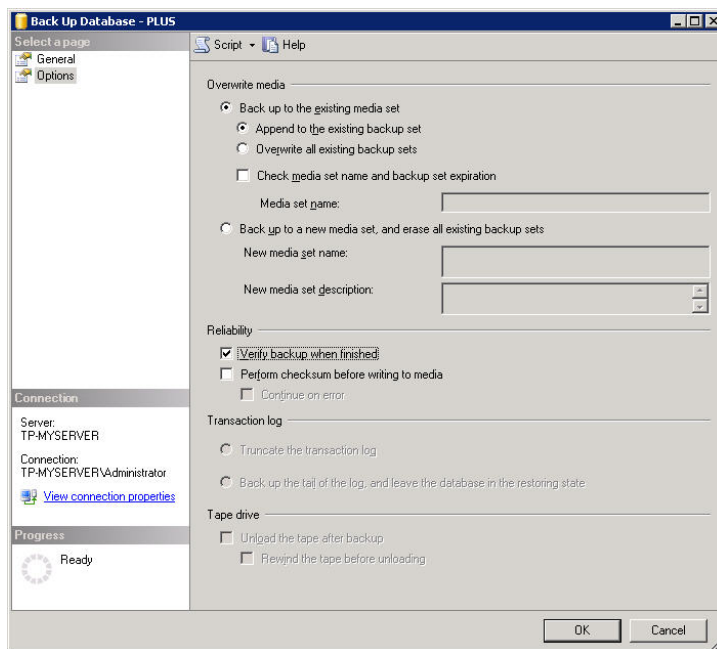 Back Up Database - PLUS
Select a page
General
Options
Script
Help
Overwrite media
Back up to the existing media set
Append to the existing backup set
Overwrite all existing backup sets
Check media set name and backup set expiration
Media set name:
Back up to a new media set, and erase all existing backup sets
New media set name:
New media set description:
Reliability
Verify backup when finished
Perform checksum before writing to media
Continue on error
Transaction log
Truncate the transaction log
Back up the tail of the log, and leave the database in the restoring state
Tape drive
Unload the tape after backup
Rewind the tape before unloading
Connection
Server:
TP-MYSERVER
Connection:
TP-MYSERVER\Administrator
View connection properties
Progress
Ready
OK
Cancel